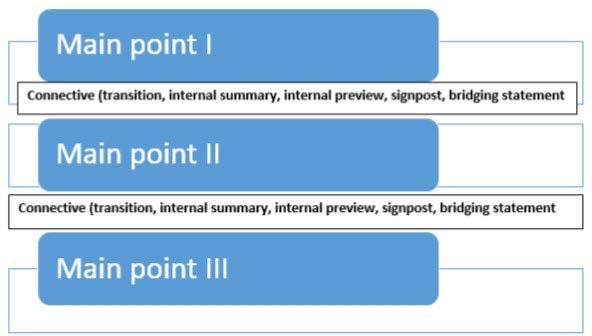 Main point I
Connective (transition, internal summary, internal preview, signpost, bridging statement
Main point II
Connective (transition, internal summary, internal preview, signpost, bridging statement
Main point III